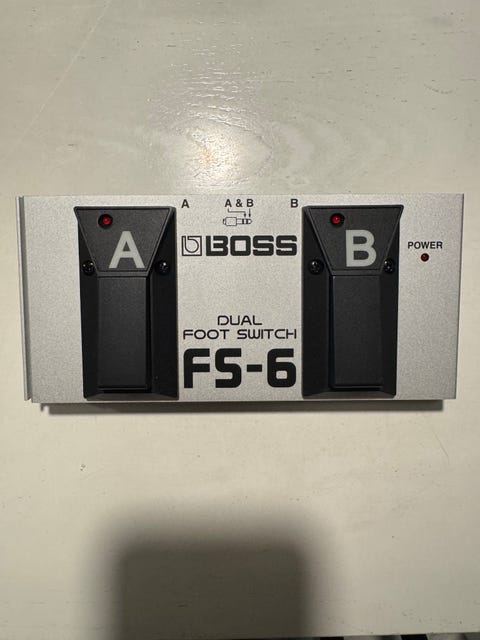 A A & B B
A
BOSS
B
POWER
DUAL
FOOT SWITCH
FS-6